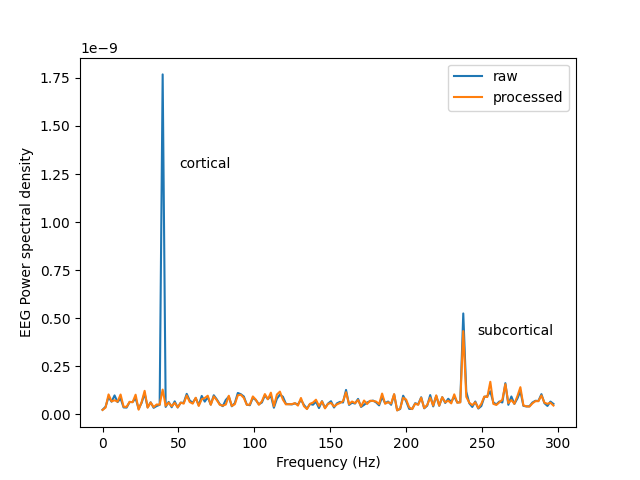 1e−9
1.75
1.50
1.25
1.00
0.75
0.50
0.25
0.00
EEG Power spectral density
raw
processed
cortical
subcortical
0
50
100
150
200
250
300
Frequency (Hz)